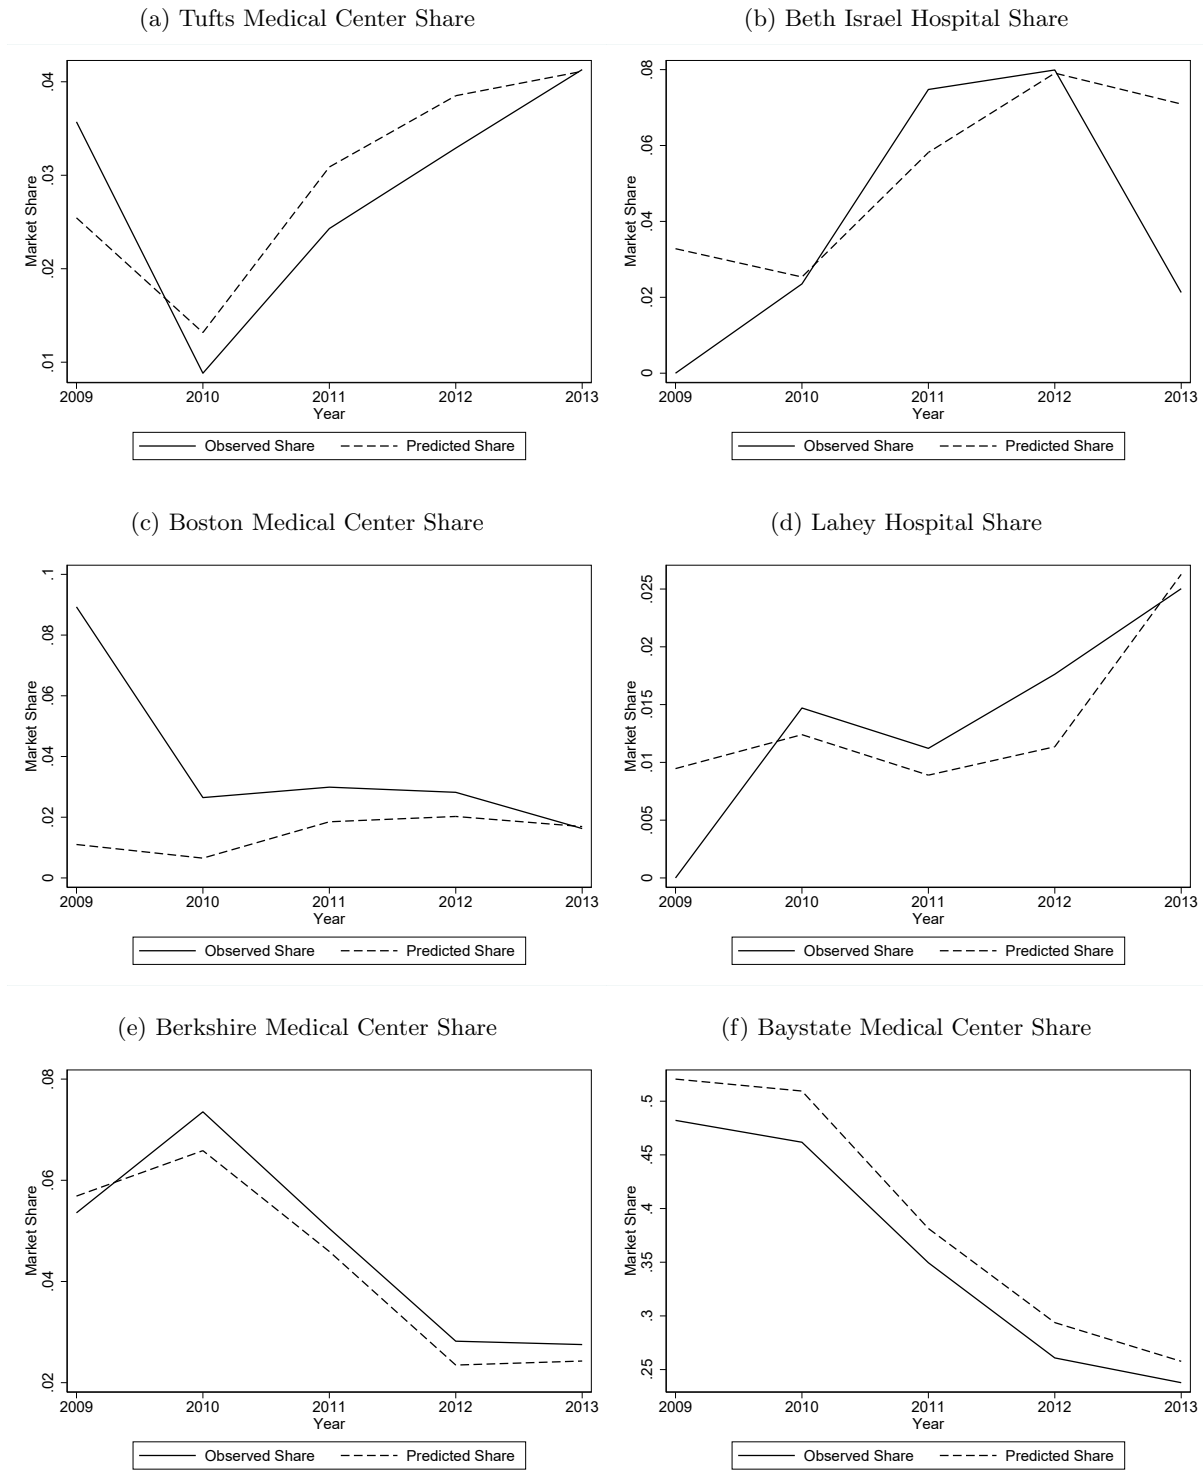 (a) Tufts Medical Center Share
Market Share
.04
.03
.02
.01
2009 2010 2011 2012 2013
Year
Observed Share Predicted Share
(b) Beth Israel Hospital Share
Market Share
.08
.06
.04
.02
0
2009 2010 2011 2012 2013
Year
Observed Share Predicted Share
(c) Boston Medical Center Share
Market Share
.1
.08
.06
.04
.02
0
2009 2010 2011 2012 2013
Year
Observed Share Predicted Share
(d) Lahey Hospital Share
Market Share
.025
.02
.015
.01
.005
0
2009 2010 2011 2012 2013
Year
Observed Share Predicted Share
(e) Berkshire Medical Center Share
Market Share
.08
.06
.04
.02
2009 2010 2011 2012 2013
Year
Observed Share Predicted Share
(f) Baystate Medical Center Share
Market Share
.5
.45
.4
.35
.3
.25
2009 2010 2011 2012 2013
Year
Observed Share Predicted Share